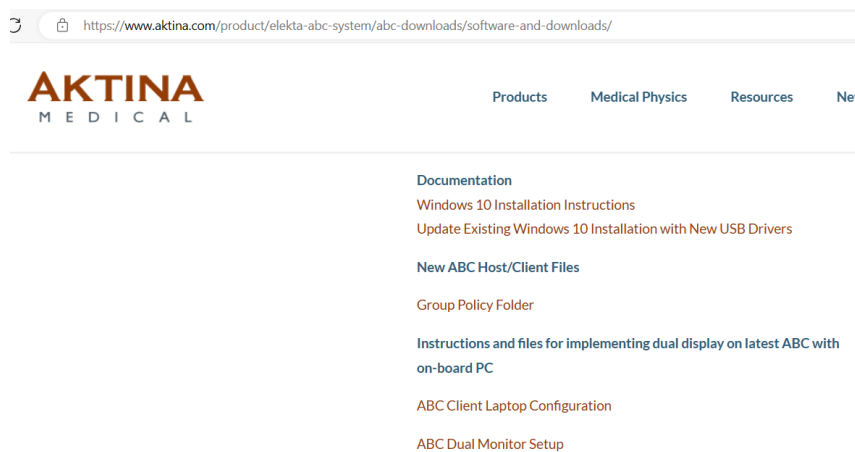 https://www.aktina.com/product/elekta-abc-system/abc-downloads/software-and-downloads/
AKTINA
MEDICAL
Products
Medical Physics
Resources
Documentation
Windows 10 Installation Instructions
Update Existing Windows 10 Installation with New USB Drivers
New ABC Host/Client Files
Group Policy Folder
Instructions and files for implementing dual display on latest ABC with
on-board PC
ABC Client Laptop Configuration
ABC Dual Monitor Setup